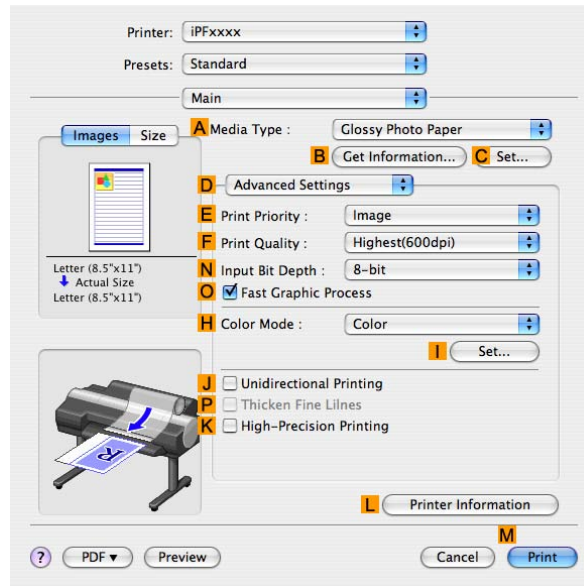 Printer: iPFxxxx
Presets: Standard
Main
Images Size
A Media Type : Glossy Photo Paper
B Get Information... C Set...
D Advanced Settings
E Print Priority : Image
F Print Quality : Highest(600dpi)
N Input Bit Depth : 8-bit
O Fast Graphic Process
Letter (8.5"x11")
Actual Size
Letter (8.5"x11")
H Color Mode : Color
I Set...
J Unidirectional Printing
P Thicken Fine Lilnes
K High-Precision Printing
R
L Printer Information
M
? PDF▼ Preview Cancel Print